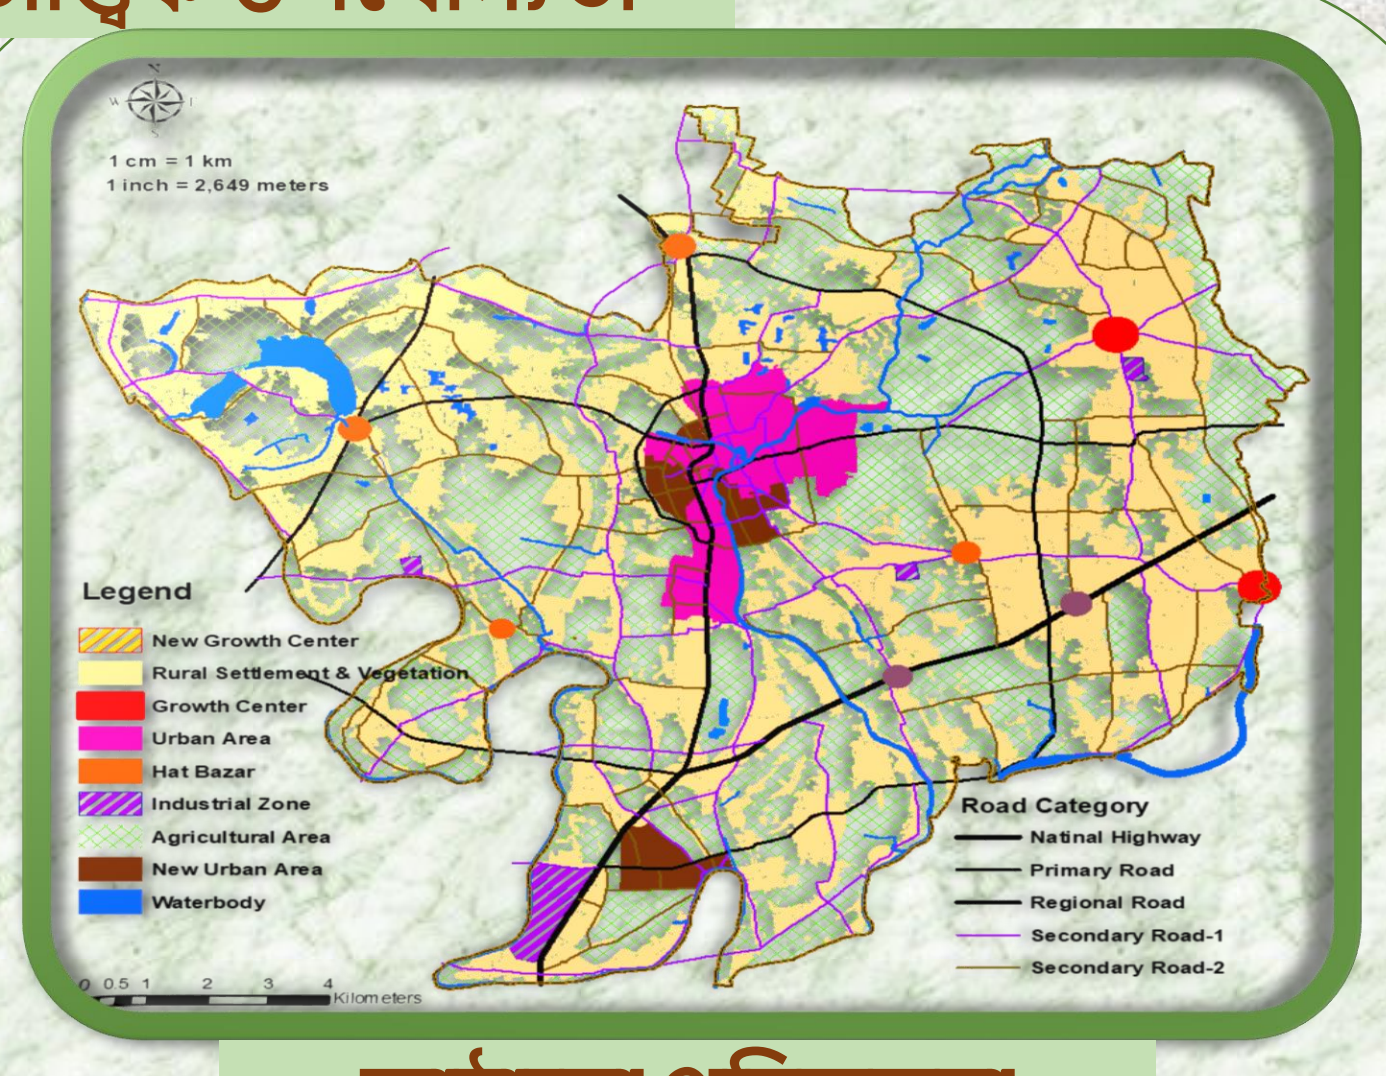 N
W
S
1 cm = 1 km
1 inch = 2,649 meters
Legend
New Growth Center
Rural Settlement & Vegetation
Growth Center
Urban Area
Hat Bazar
Industrial Zone
Agricultural Area
New Urban Area
Waterbody
0 0.5 1 2 3 4
Kilometers
Road Category
Natinal Highway
Primary Road
Regional Road
Secondary Road-1
Secondary Road-2